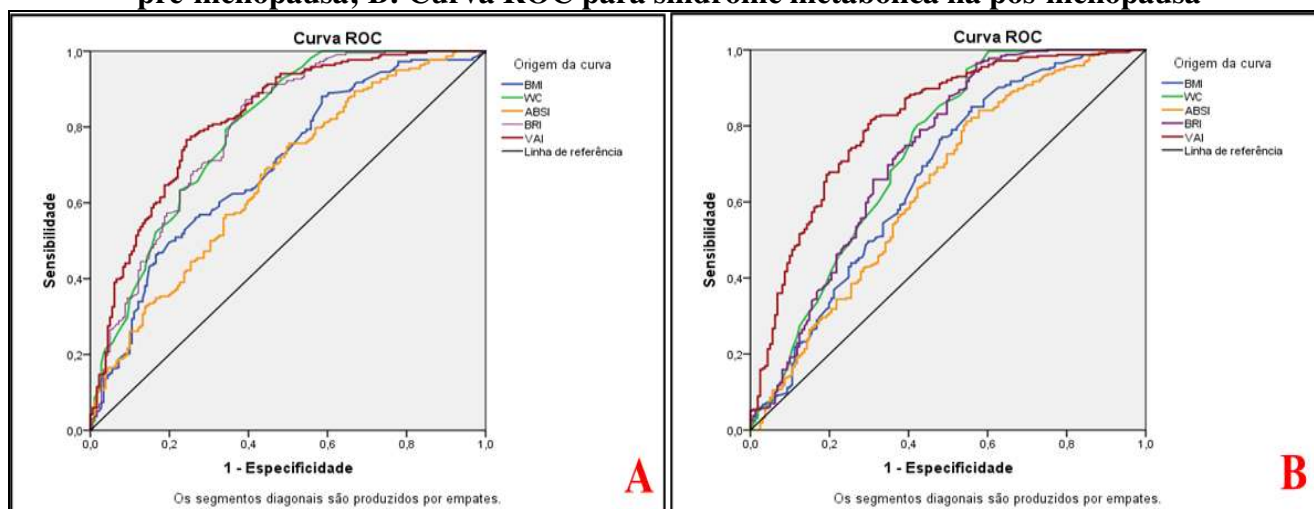 pré-menopausa; B: Curva ROC para síndrome metabólica na pós-menopausa
Curva ROC
1,0
0,8
0,6
0,4
0,2
0,0
Sensibilidade
0,0
0,2
0,4
0,6
0,8
1,0
1 - Especificidade
Origem da curva
BMI
WC
ABSI
BRI
VAI
Linha de referência
Os segmentos diagonais são produzidos por empates.
A
Curva ROC
1,0
0,8
0,6
0,4
0,2
0,0
Sensibilidade
0,0
0,2
0,4
0,6
0,8
1,0
1 - Especificidade
Origem da curva
BMI
WC
ABSI
BRI
VAI
Linha de referência
Os segmentos diagonais são produzidos por empates.
B